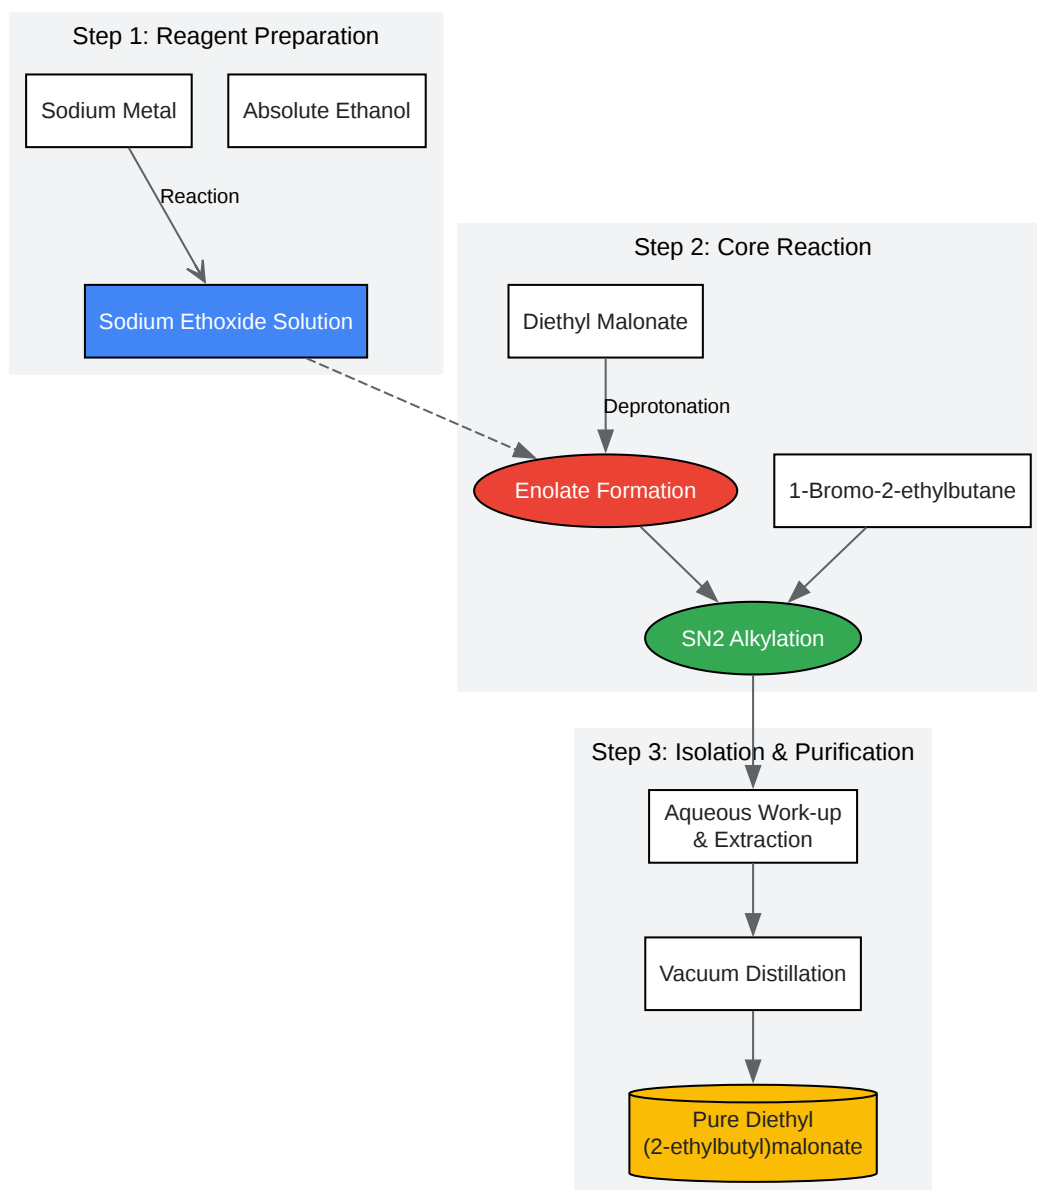 Step 1: Reagent Preparation
Sodium Metal
Absolute Ethanol
Reaction
Sodium Ethoxide Solution
Step 2: Core Reaction
Diethyl Malonate
Deprotonation
Enolate Formation
1-Bromo-2-ethylbutane
SN2 Alkylation
Step 3: Isolation & Purification
Aqueous Work-up
& Extraction
Vacuum Distillation
Pure Diethyl
(2-ethylbutyl)malonate